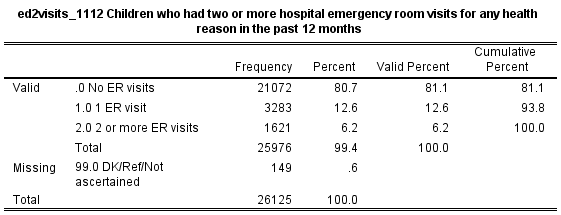 ed2visits_1112 Children who had two or more hospital emergency room visits for any health
reason in the past 12 months
Frequency Percent Valid Percent Cumulative Percent
Valid .0 No ER visits 21072 80.7 81.1 81.1
1.0 1 ER visit 3283 12.6 12.6 93.8
2.0 2 or more ER visits 1621 6.2 6.2 100.0
Total 25976 99.4 100.0
Missing 99.0 DK/Ref/Not ascertained 149 .6
Total 26125 100.0